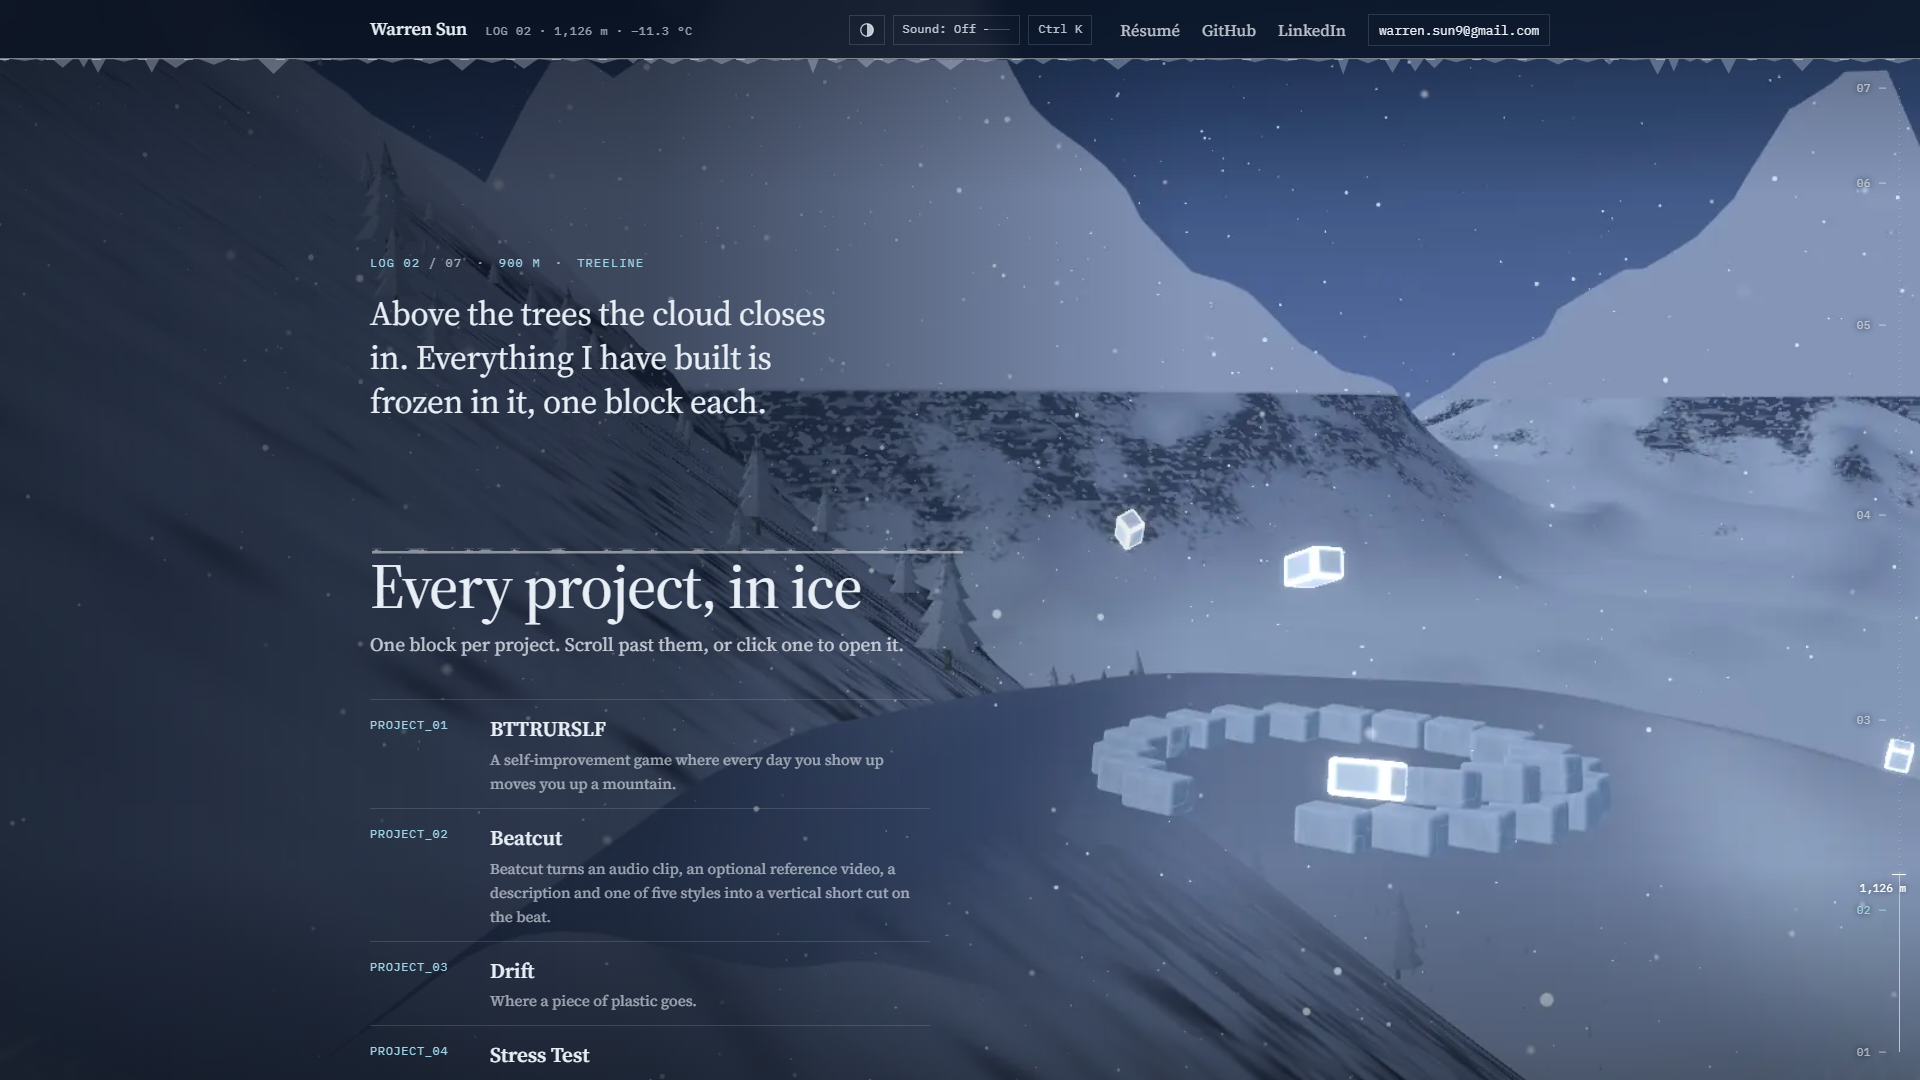 Warren Sun LOG 02 · 1,126 m · −11.3 °C Sound: Off Ctrl K Résumé GitHub LinkedIn warren.sun9@gmail.com
07
06
LOG 02 / 07 · 900 M · TREELINE
Above the trees the cloud closes
in. Everything I have built is
frozen in it, one block each.
05
04
Every project, in ice
One block per project. Scroll past them, or click one to open it.
03
PROJECT_01 BTTRURSLF
A self-improvement game where every day you show up
moves you up a mountain.
PROJECT_02 Beatcut
Beatcut turns an audio clip, an optional reference video, a
description and one of five styles into a vertical short cut on
the beat.
1,126 m
02
PROJECT_03 Drift
Where a piece of plastic goes.
PROJECT_04 Stress Test
01